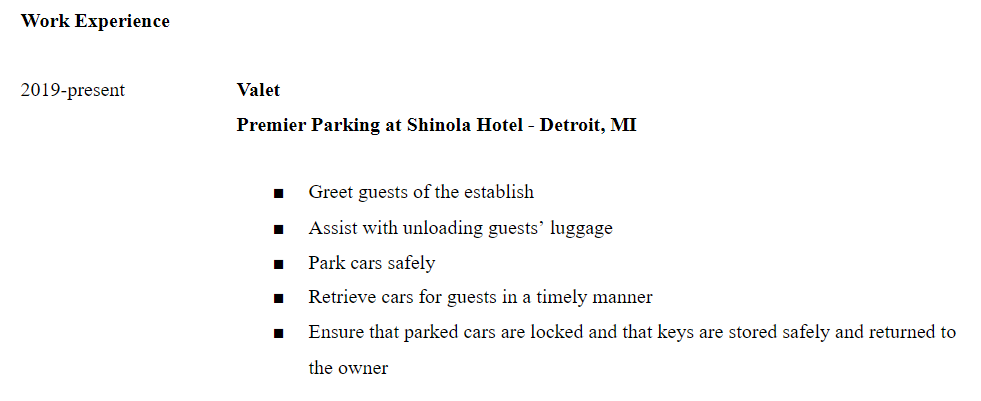 Work Experience
2019-present Valet
Premier Parking at Shinola Hotel - Detroit, MI
■ Greet guests of the establish
■ Assist with unloading guests’ luggage
■ Park cars safely
■ Retrieve cars for guests in a timely manner
■ Ensure that parked cars are locked and that keys are stored safely and returned to
the owner